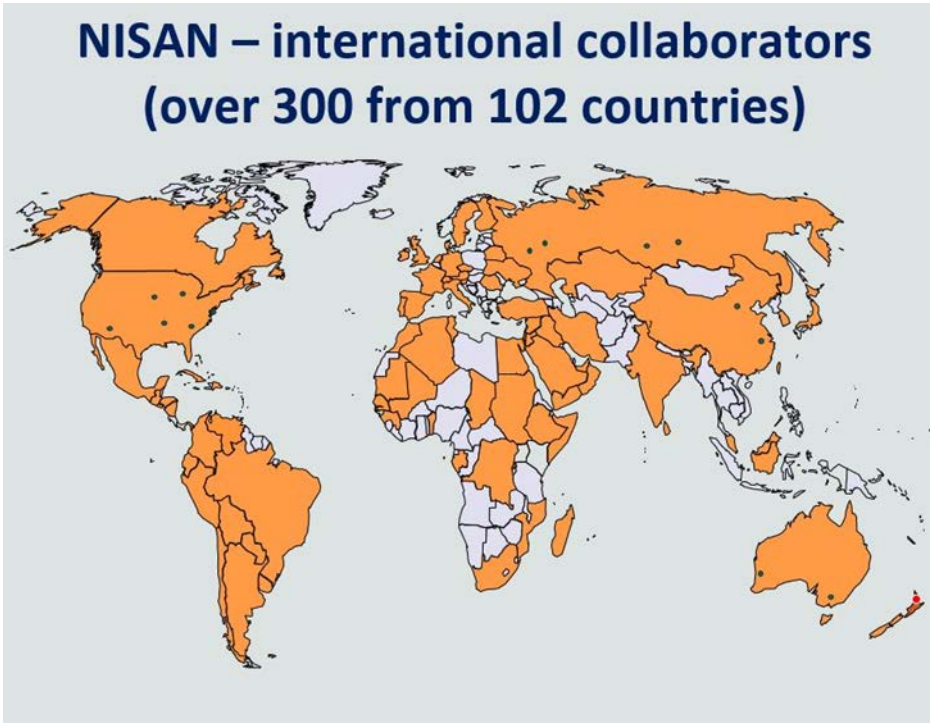 NISAN – international collaborators
(over 300 from 102 countries)